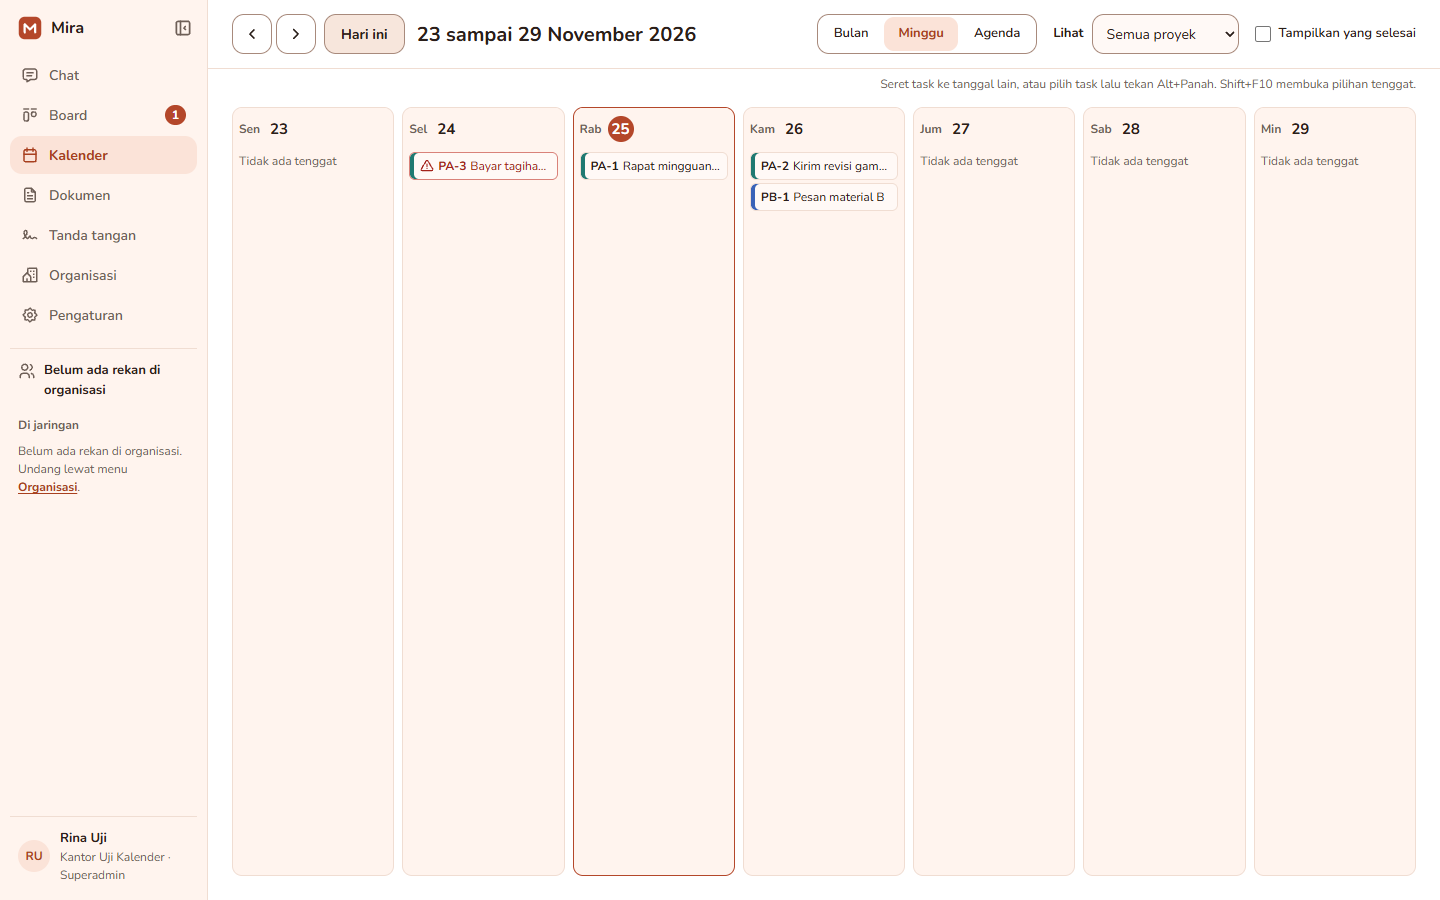 Mira
Chat
Board
1
Kalender
Dokumen
Tanda tangan
Organisasi
Pengaturan
Belum ada rekan di
organisasi
Di jaringan
Belum ada rekan di organisasi.
Undang lewat menu
Organisasi.
RU
Rina Uji
Kantor Uji Kalender ·
Superadmin
Hari ini
23 sampai 29 November 2026
Bulan
Minggu
Agenda
Lihat
Semua proyek
Tampilkan yang selesai
Seret task ke tanggal lain, atau pilih task lalu tekan Alt+Panah. Shift+F10 membuka pilihan tenggat.
Sen 23
Tidak ada tenggat
Sel 24
PA-3 Bayar tagiha...
Rab 25
PA-1 Rapat mingguan...
Kam 26
PA-2 Kirim revisi gam...
PB-1 Pesan material B
Jum 27
Tidak ada tenggat
Sab 28
Tidak ada tenggat
Min 29
Tidak ada tenggat